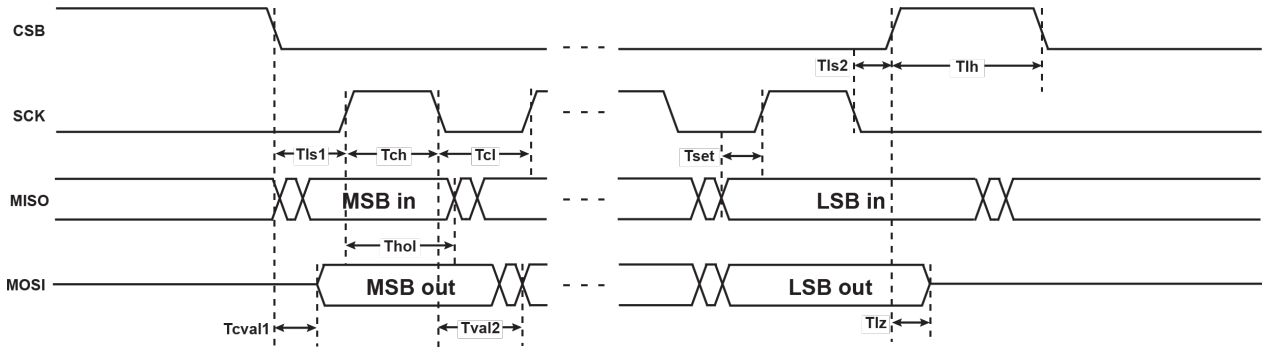 CSB
Tls2
Tlh
SCK
Tls1
Tch
Tcl
Tset
MISO
MSB in
LSB in
Thol
MOSI
MSB out
LSB out
Tcval1
Tval2
Tlz